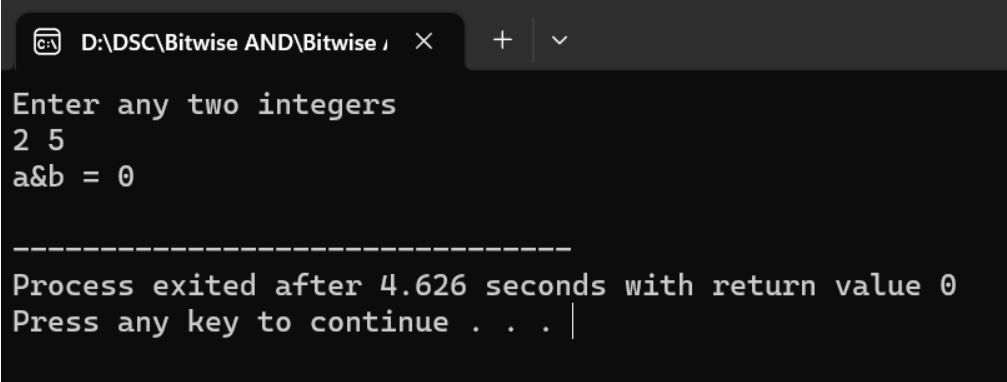 D:\DSC\Bitwise AND\Bitwise
Enter any two integers
2 5
a&b = 0
--------------------------------
Process exited after 4.626 seconds with return value 0
Press any key to continue . . .